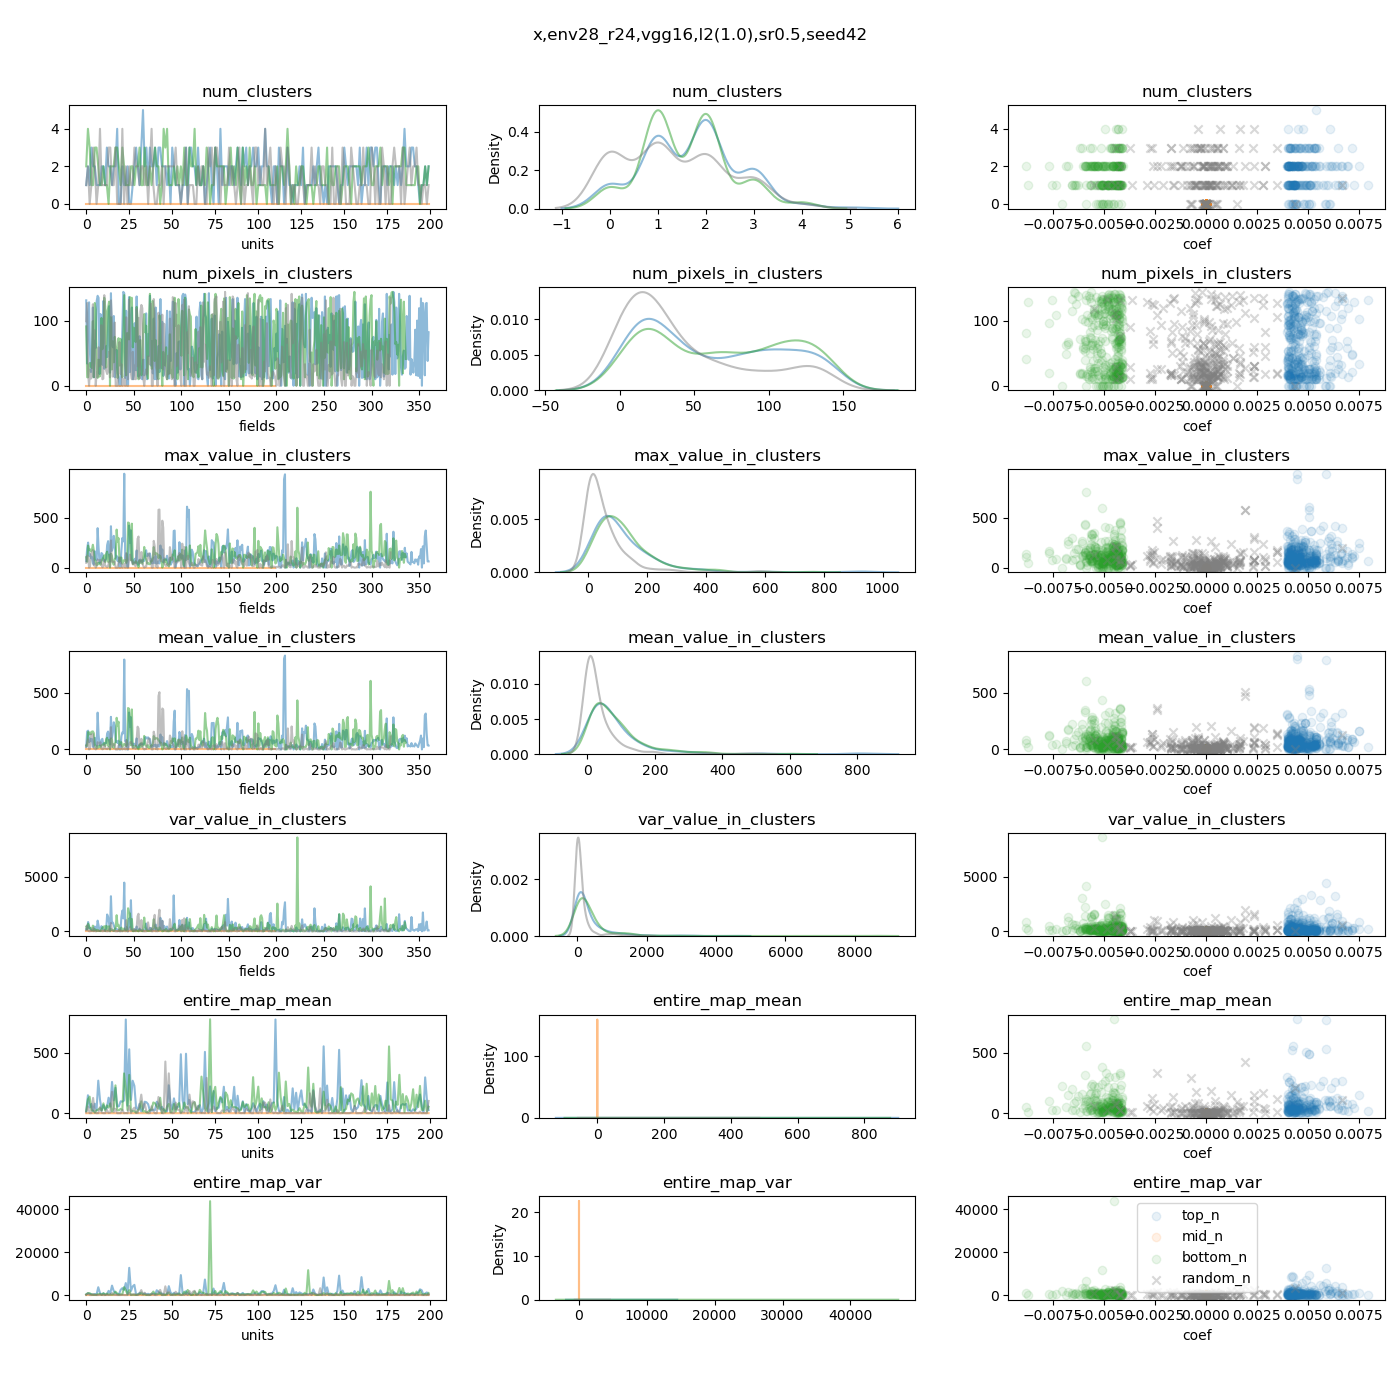 x,env28_r24,vgg16,l2(1.0),sr0.5,seed42
num_clusters
4
2
0
0 25 50 75 100 125 150 175 200
units
num_clusters
Density
0.4
0.2
0.0
−1 0 1 2 3 4 5 6
num_clusters
4
2
0
−0.0075 −0.0050 −0.0025 0.0000 0.0025 0.0050 0.0075
coef
num_pixels_in_clusters
100
0
0 50 100 150 200 250 300 350
fields
num_pixels_in_clusters
Density
0.010
0.005
0.000
−50 0 50 100 150
num_pixels_in_clusters
100
0
−0.0075 −0.0050 −0.0025 0.0000 0.0025 0.0050 0.0075
coef
max_value_in_clusters
500
0
0 50 100 150 200 250 300 350
fields
max_value_in_clusters
Density
0.005
0.000
0 200 400 600 800 1000
max_value_in_clusters
500
0
−0.0075 −0.0050 −0.0025 0.0000 0.0025 0.0050 0.0075
coef
mean_value_in_clusters
500
0
0 50 100 150 200 250 300 350
fields
mean_value_in_clusters
Density
0.010
0.005
0.000
0 200 400 600 800
mean_value_in_clusters
500
0
−0.0075 −0.0050 −0.0025 0.0000 0.0025 0.0050 0.0075
coef
var_value_in_clusters
5000
0
0 50 100 150 200 250 300 350
fields
var_value_in_clusters
Density
0.002
0.000
0 2000 4000 6000 8000
var_value_in_clusters
5000
0
−0.0075 −0.0050 −0.0025 0.0000 0.0025 0.0050 0.0075
coef
entire_map_mean
500
0
0 25 50 75 100 125 150 175 200
units
entire_map_mean
Density
100
0
0 200 400 600 800
entire_map_mean
500
0
−0.0075 −0.0050 −0.0025 0.0000 0.0025 0.0050 0.0075
coef
entire_map_var
40000
20000
0
0 25 50 75 100 125 150 175 200
units
entire_map_var
Density
20
10
0
0 10000 20000 30000 40000
entire_map_var
40000
20000
0
top_n
mid_n
bottom_n
random_n
−0.0075 −0.0050 −0.0025 0.0000 0.0025 0.0050 0.0075
coef